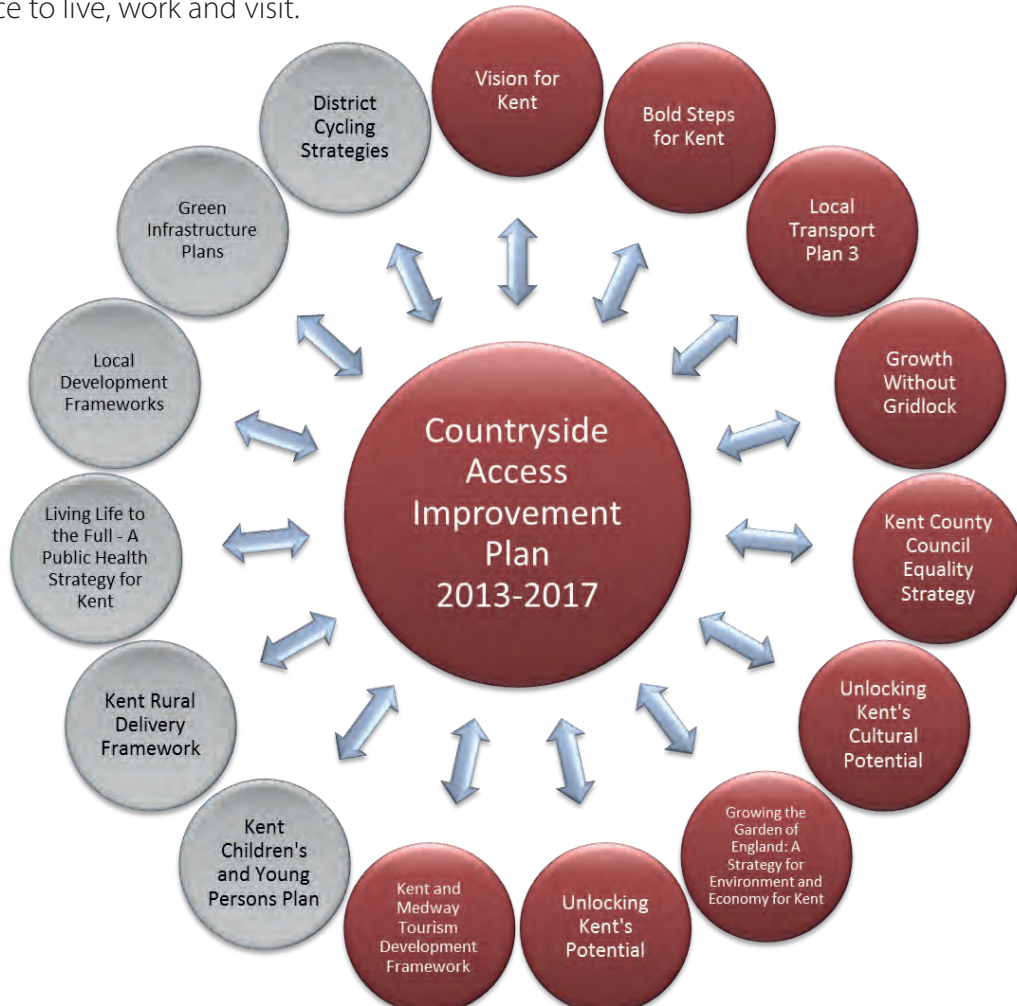 ce to live, work and visit.
Vision for
Kent
Bold Steps
for Kent
Local
Transport
Plan 3
Growth
Without
Gridlock
Kent County
Council
Equality
Strategy
Unlocking
Kent's
Cultural
Potential
Growing the
Garden of
England: A
Strategy for
Environment and
Economy for Kent
Unlocking
Kent's
Potential
Kent and
Medway
Tourism
Development
Framework
Kent
Children's
and Young
Persons Plan
Kent Rural
Delivery
Framework
Living Life to
the Full - A
Public Health
Strategy for
Kent
Local
Development
Frameworks
Green
Infrastructure
Plans
District
Cycling
Strategies
Countryside
Access
Improvement
Plan
2013-2017